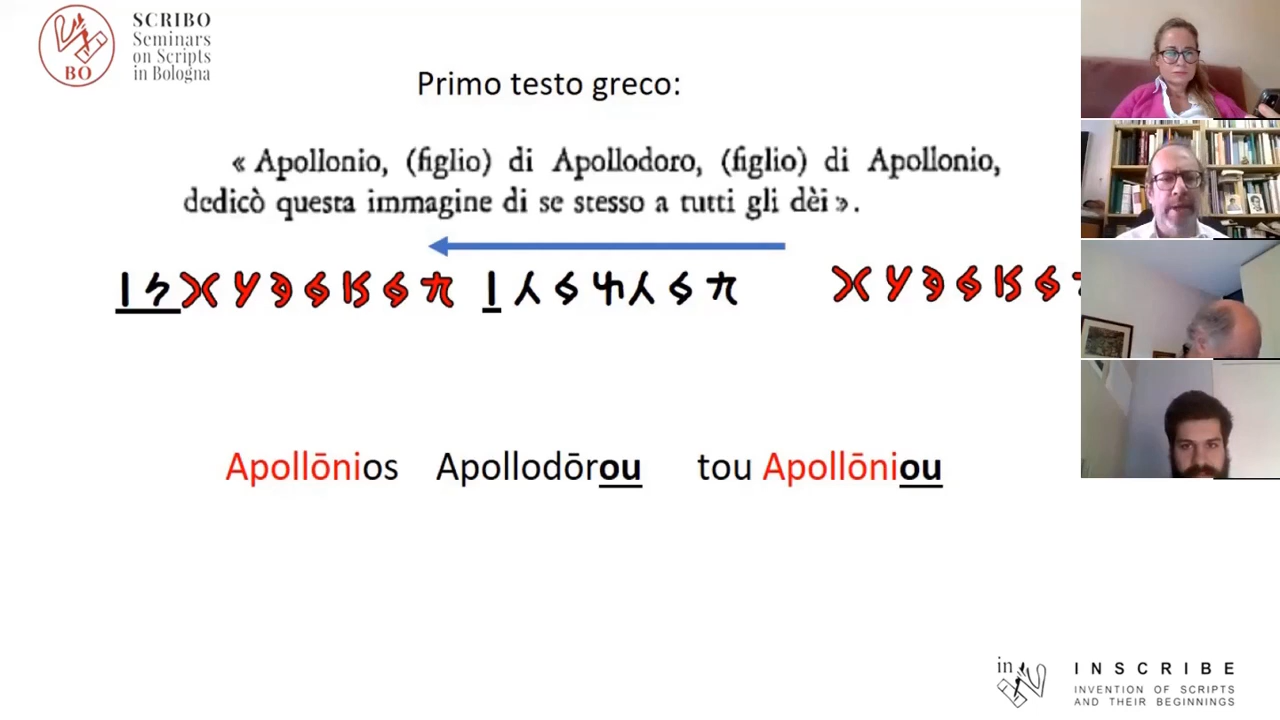 SCRIBO
Seminars
on Scripts
in Bologna
BO
Primo testo greco:
« Apollonio, (figlio) di Apollodoro, (figlio) di Apollonio,
dedicò questa immagine di se stesso a tutti gli dèi ».
Apollōnios Apollodōrou tou Apollōniou
in
INSCRIBE
INVENTION OF SCRIPTS
AND THEIR BEGINNINGS